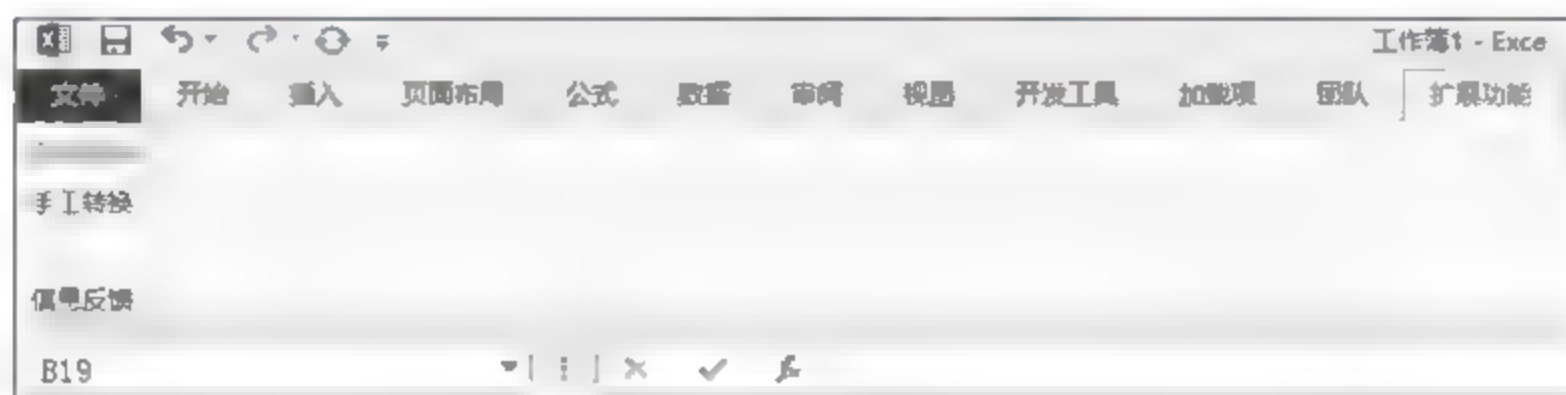 工作薄1 - Exce
文件 开始 插入 页面布局 公式 数据 审阅 视图 开发工具 加载项 团队 扩展功能
手工转换
信息反馈
B19 fx